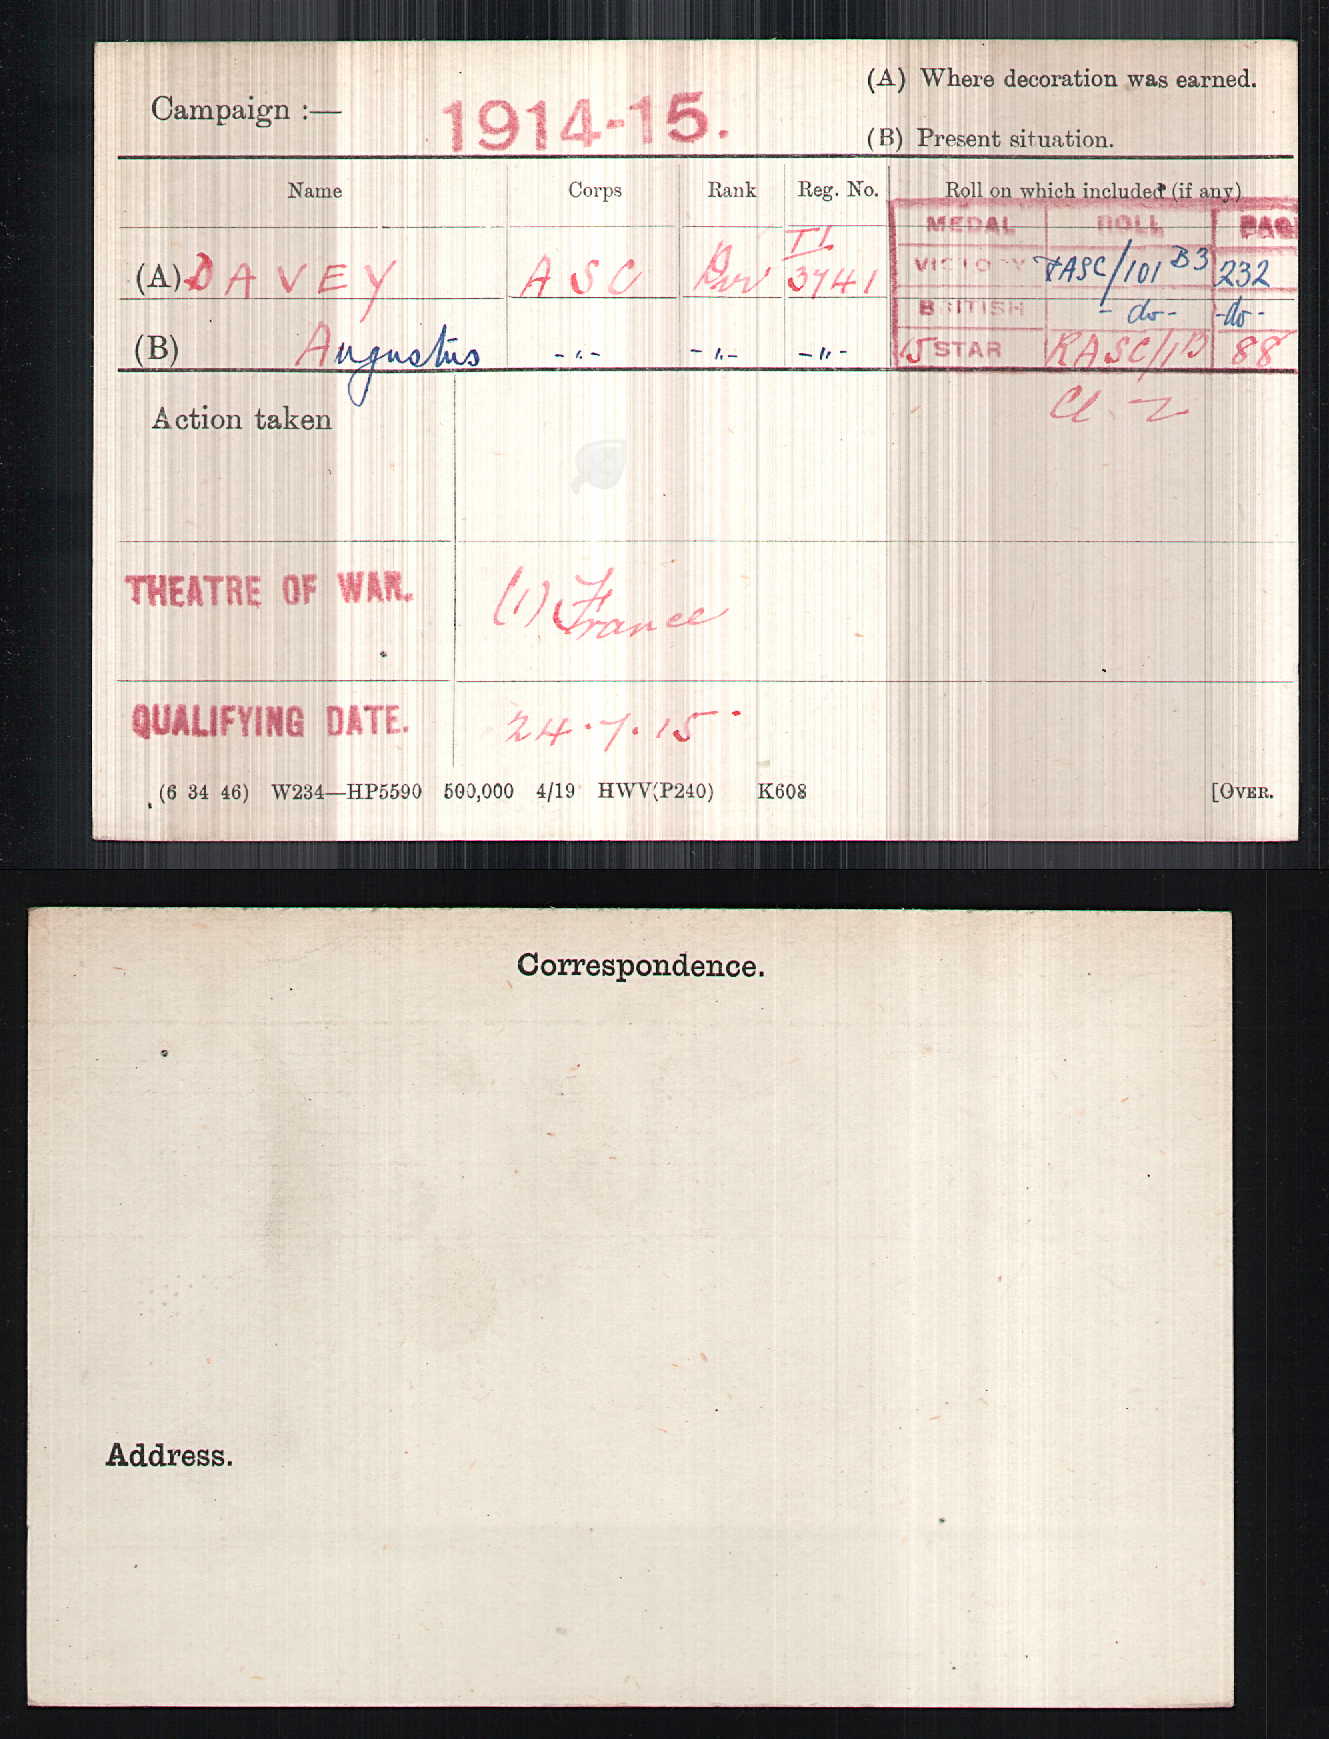 Campaign :— 1914-15. (A) Where decoration was earned.
(B) Present situation.
Name Corps Rank Reg. No. Roll on which included (if any)
MEDAL ROLL PAG
(A) DAVEY ASC Dvr T1 3741 VICTORY TASC/101 B3 232
BRITISH -do- -do-
(B) Augustus -"- -"- -"- 15 STAR RASC/1B 88
Action taken Cl. Z
THEATRE OF WAR. (1) France
QUALIFYING DATE. 24.7.15
(6 34 46) W234—HP5590 500,000 4/19 HWV(P240) K608 [OVER.
Correspondence.
Address.